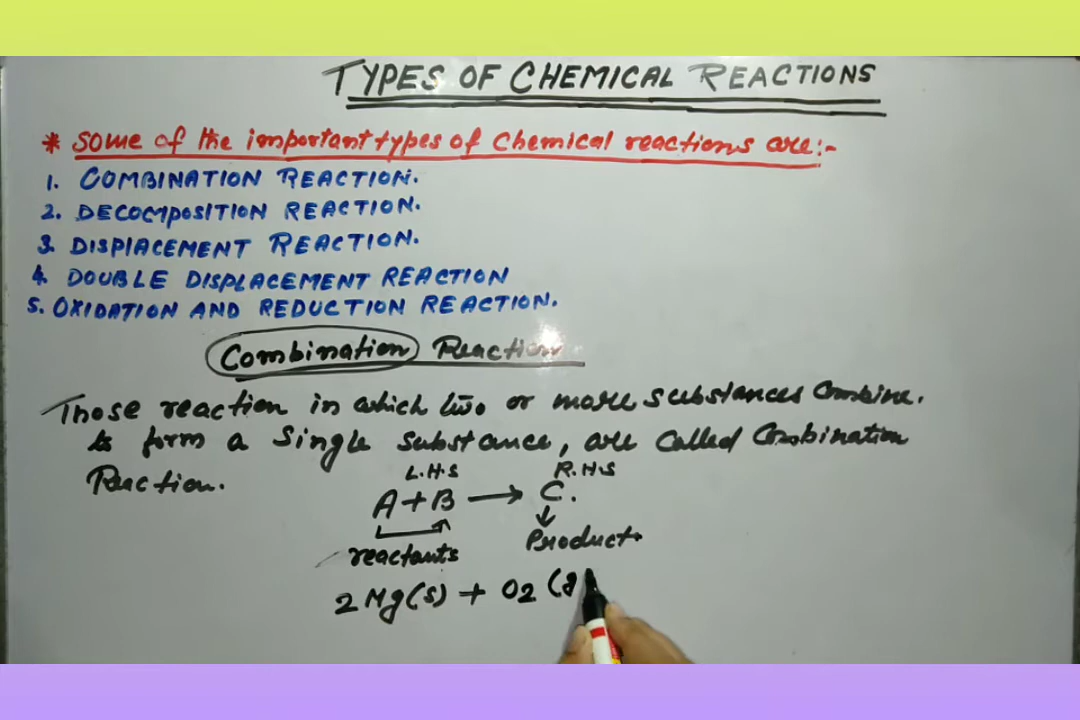 TYPES OF CHEMICAL REACTIONS
* Some of the important types of Chemical reactions are:-
1. COMBINATION REACTION.
2. DECOMPOSITION REACTION.
3. DISPLACEMENT REACTION.
4. DOUBLE DISPLACEMENT REACTION
5. OXIDATION AND REDUCTION REACTION.
Combination Reaction
Those reaction in which two or more substances Combine.
to form a Single substance, are Called Combination
Reaction.
L.H.S R.H.S
A + B → C.
reactants Product.
2 Mg(s) + O2 (g